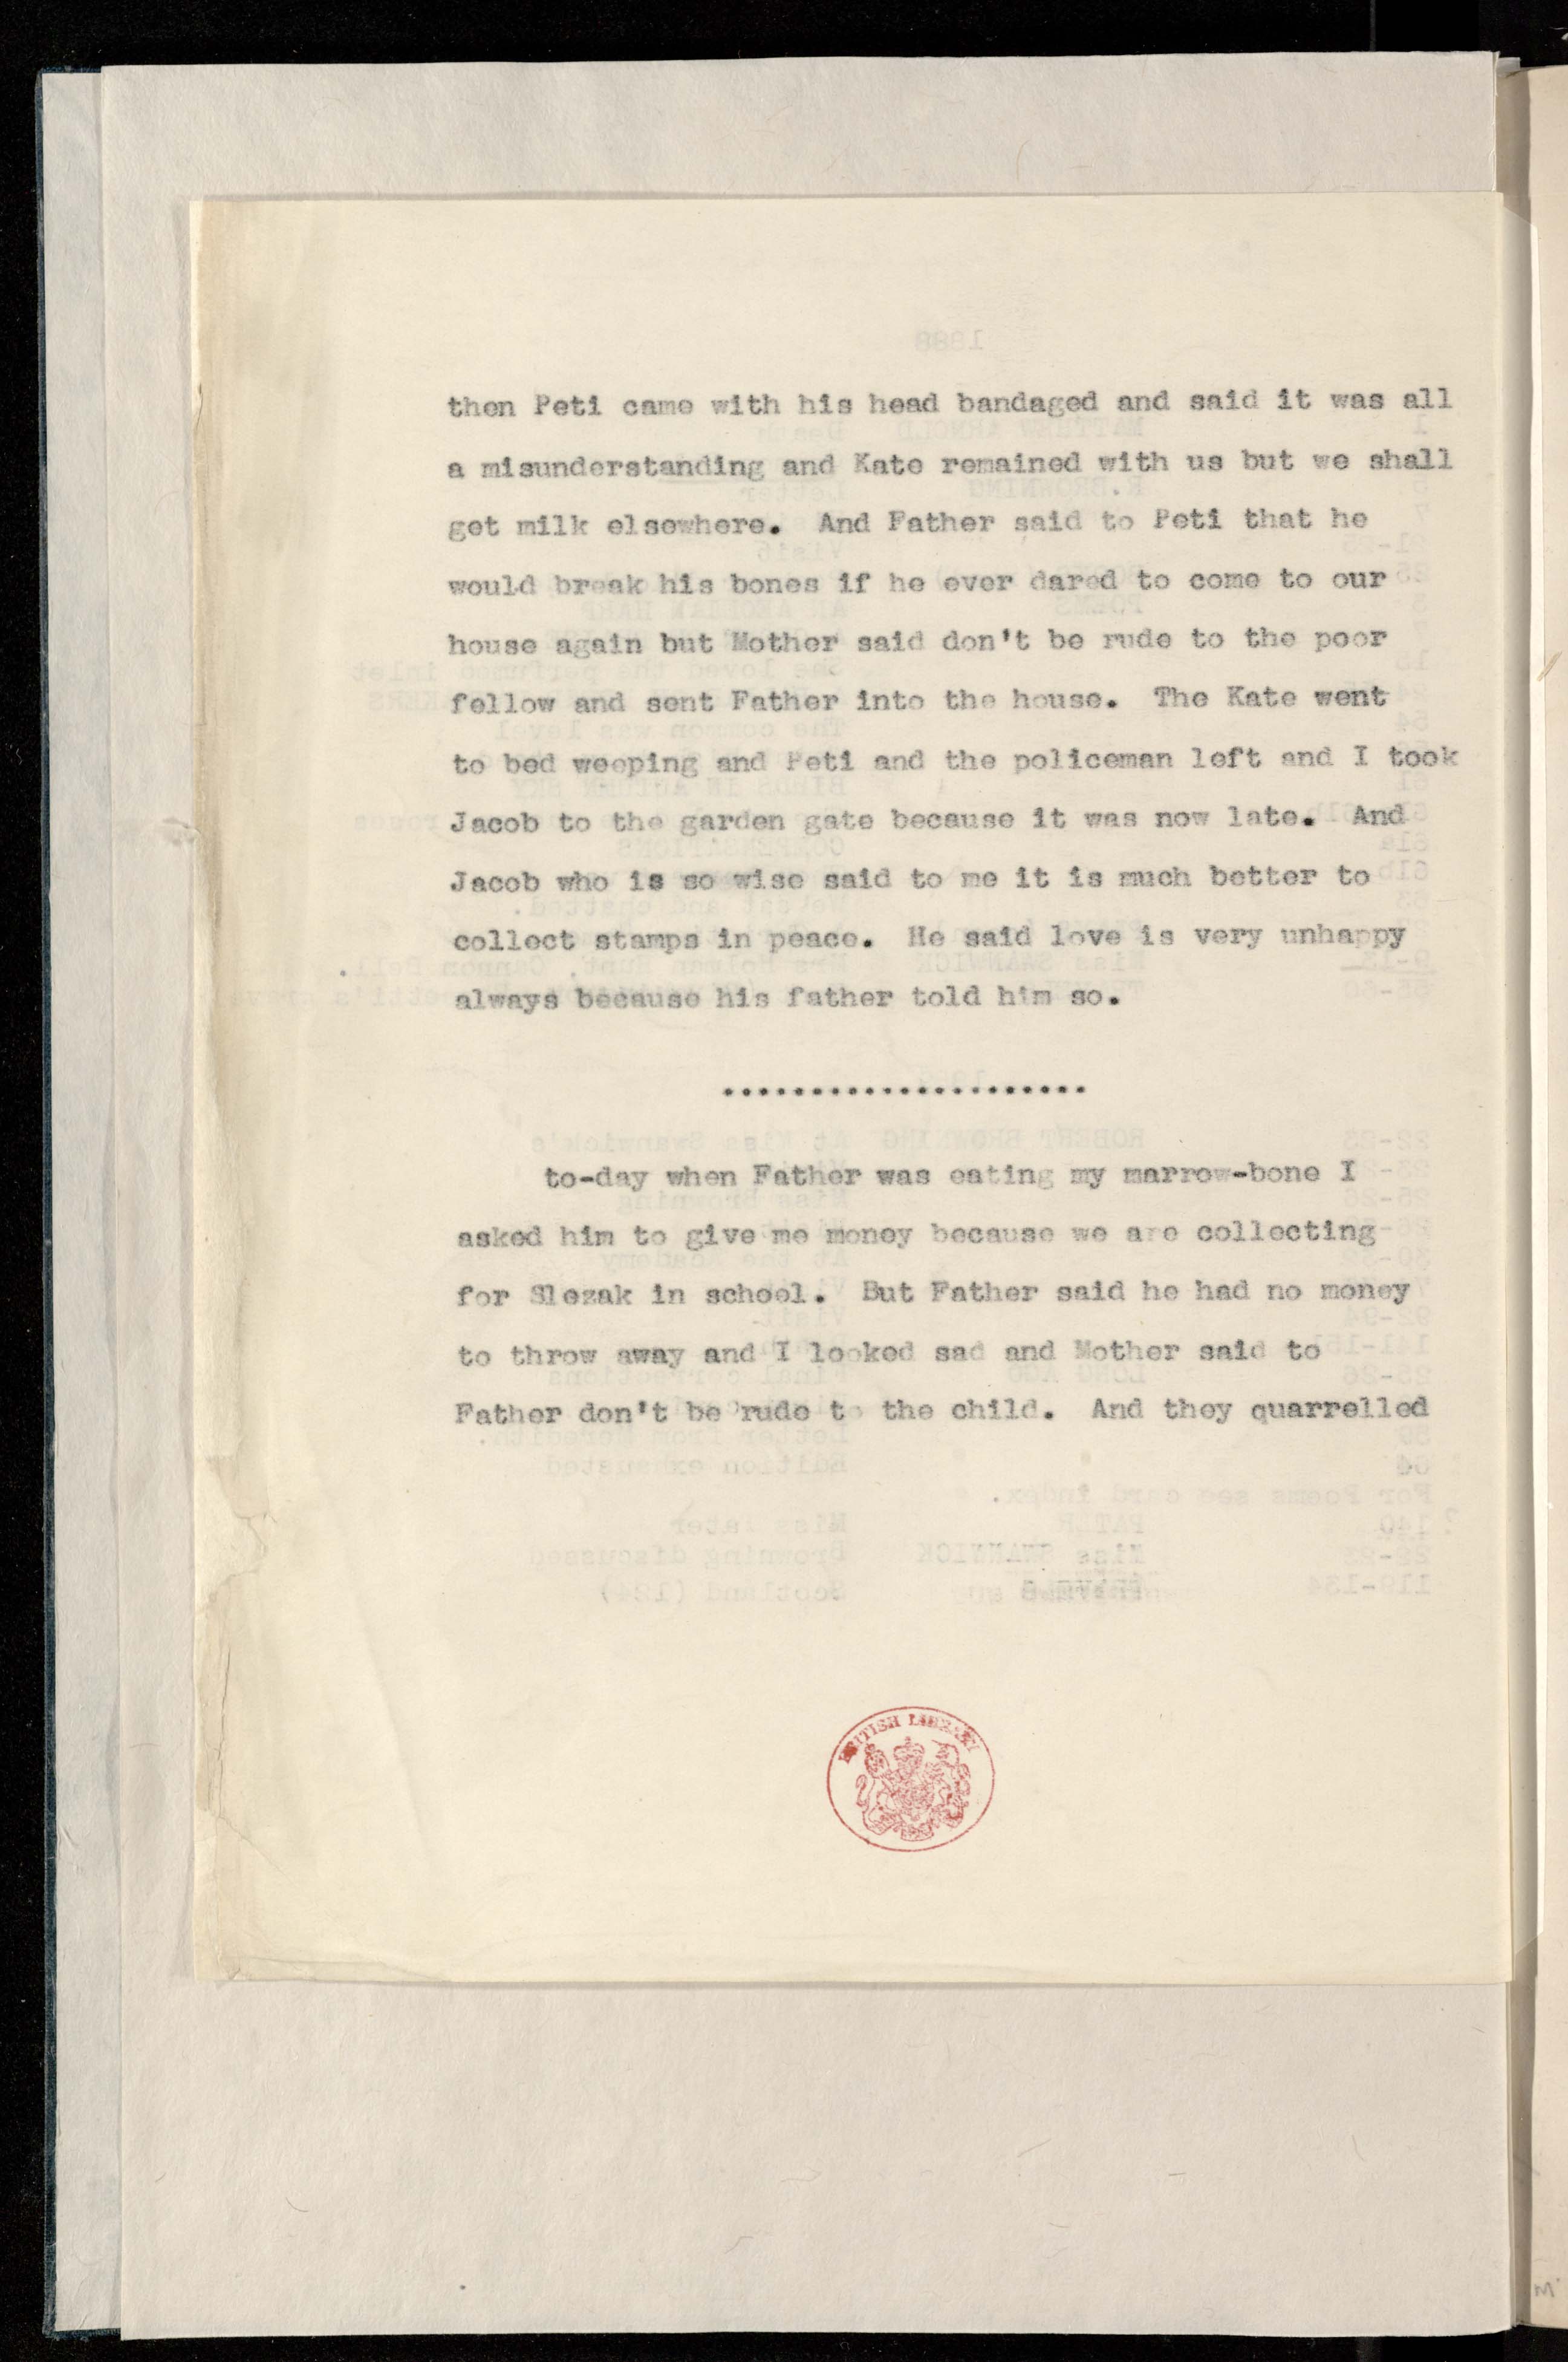 then Peti came with his head bandaged and said it was all
a misunderstanding and Kate remained with us but we shall
get milk elsewhere. And Father said to Peti that he
would break his bones if he ever dared to come to our
house again but Mother said don't be rude to the poor
fellow and sent Father into the house. The Kate went
to bed weeping and Peti and the policeman left and I took
Jacob to the garden gate because it was now late. And
Jacob who is so wise said to me it is much better to
collect stamps in peace. He said love is very unhappy
always because his father told him so.
.....................
to-day when Father was eating my marrow-bone I
asked him to give me money because we are collecting
for Slezak in school. But Father said he had no money
to throw away and I looked sad and Mother said to
Father don't be rude to the child. And they quarrelled
BRITISH LIBRARY